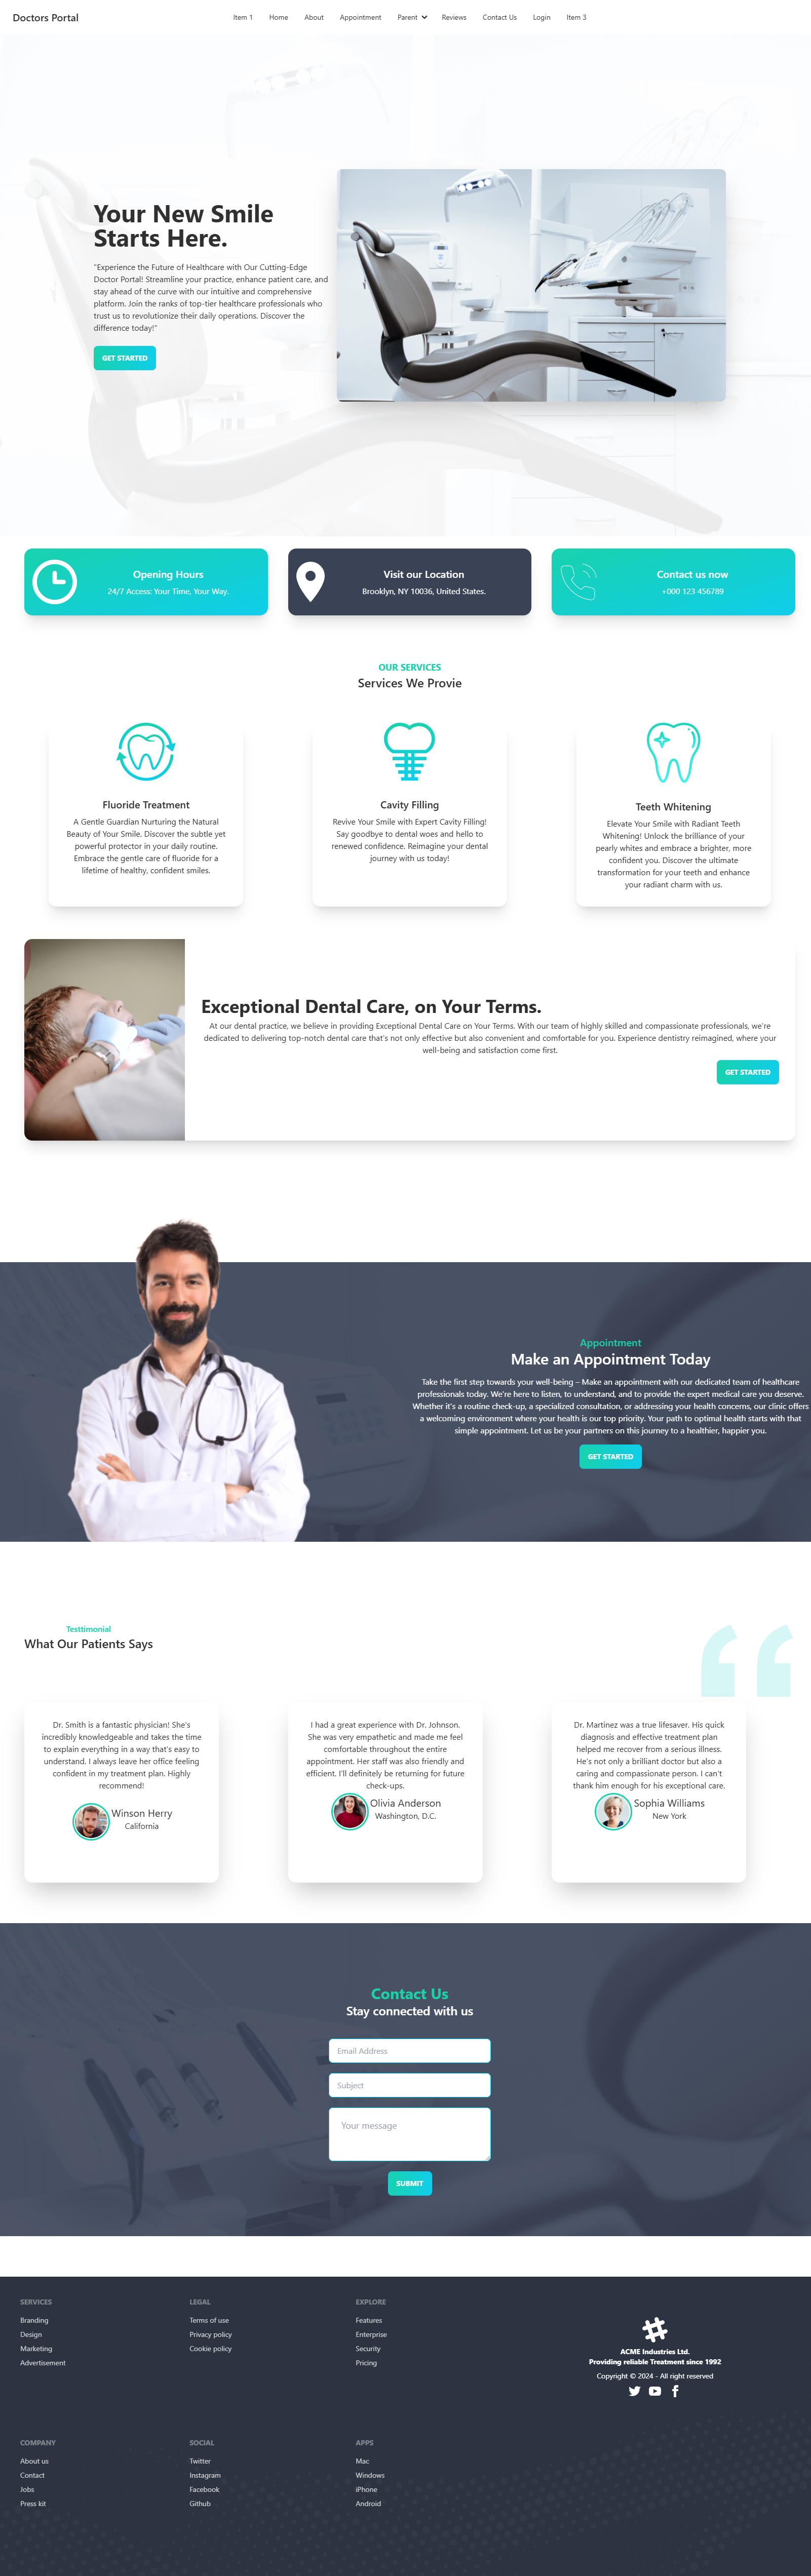 Doctors Portal
Item 1
Home
About
Appointment
Parent
Reviews
Contact Us
Login
Item 3
Your New Smile
Starts Here.
"Experience the Future of Healthcare with Our Cutting-Edge
Doctor Portal! Streamline your practice, enhance patient care, and
stay ahead of the curve with our intuitive and comprehensive
platform. Join the ranks of top-tier healthcare professionals who
trust us to revolutionize their daily operations. Discover the
difference today!"
GET STARTED
Opening Hours
24/7 Access: Your Time, Your Way.
Visit our Location
Brooklyn, NY 10036, United States.
Contact us now
+000 123 456789
OUR SERVICES
Services We Provie
Fluoride Treatment
A Gentle Guardian Nurturing the Natural
Beauty of Your Smile. Discover the subtle yet
powerful protector in your daily routine.
Embrace the gentle care of fluoride for a
lifetime of healthy, confident smiles.
Cavity Filling
Revive Your Smile with Expert Cavity Filling!
Say goodbye to dental woes and hello to
renewed confidence. Reimagine your dental
journey with us today!
Teeth Whitening
Elevate Your Smile with Radiant Teeth
Whitening! Unlock the brilliance of your
pearly whites and embrace a brighter, more
confident you. Discover the ultimate
transformation for your teeth and enhance
your radiant charm with us.
Exceptional Dental Care, on Your Terms.
At our dental practice, we believe in providing Exceptional Dental Care on Your Terms. With our team of highly skilled and compassionate professionals, we're
dedicated to delivering top-notch dental care that's not only effective but also convenient and comfortable for you. Experience dentistry reimagined, where your
well-being and satisfaction come first.
GET STARTED
Appointment
Make an Appointment Today
Take the first step towards your well-being – Make an appointment with our dedicated team of healthcare
professionals today. We're here to listen, to understand, and to provide the expert medical care you deserve.
Whether it's a routine check-up, a specialized consultation, or addressing your health concerns, our clinic offers
a welcoming environment where your health is our top priority. Your path to optimal health starts with that
simple appointment. Let us be your partners on this journey to a healthier, happier you.
GET STARTED
Testtimonial
What Our Patients Says
Dr. Smith is a fantastic physician! She's
incredibly knowledgeable and takes the time
to explain everything in a way that's easy to
understand. I always leave her office feeling
confident in my treatment plan. Highly
recommend!
Winson Herry
California
I had a great experience with Dr. Johnson.
She was very empathetic and made me feel
comfortable throughout the entire
appointment. Her staff was also friendly and
efficient. I'll definitely be returning for future
check-ups.
Olivia Anderson
Washington, D.C.
Dr. Martinez was a true lifesaver. His quick
diagnosis and effective treatment plan
helped me recover from a serious illness.
He's not only a brilliant doctor but also a
caring and compassionate person. I can't
thank him enough for his exceptional care.
Sophia Williams
New York
Contact Us
Stay connected with us
Email Address
Subject
Your message
SUBMIT
SERVICES
Branding
Design
Marketing
Advertisement
LEGAL
Terms of use
Privacy policy
Cookie policy
EXPLORE
Features
Enterprise
Security
Pricing
ACME Industries Ltd.
Providing reliable Treatment since 1992
Copyright © 2024 - All right reserved
COMPANY
About us
Contact
Jobs
Press kit
SOCIAL
Twitter
Instagram
Facebook
Github
APPS
Mac
Windows
iPhone
Android